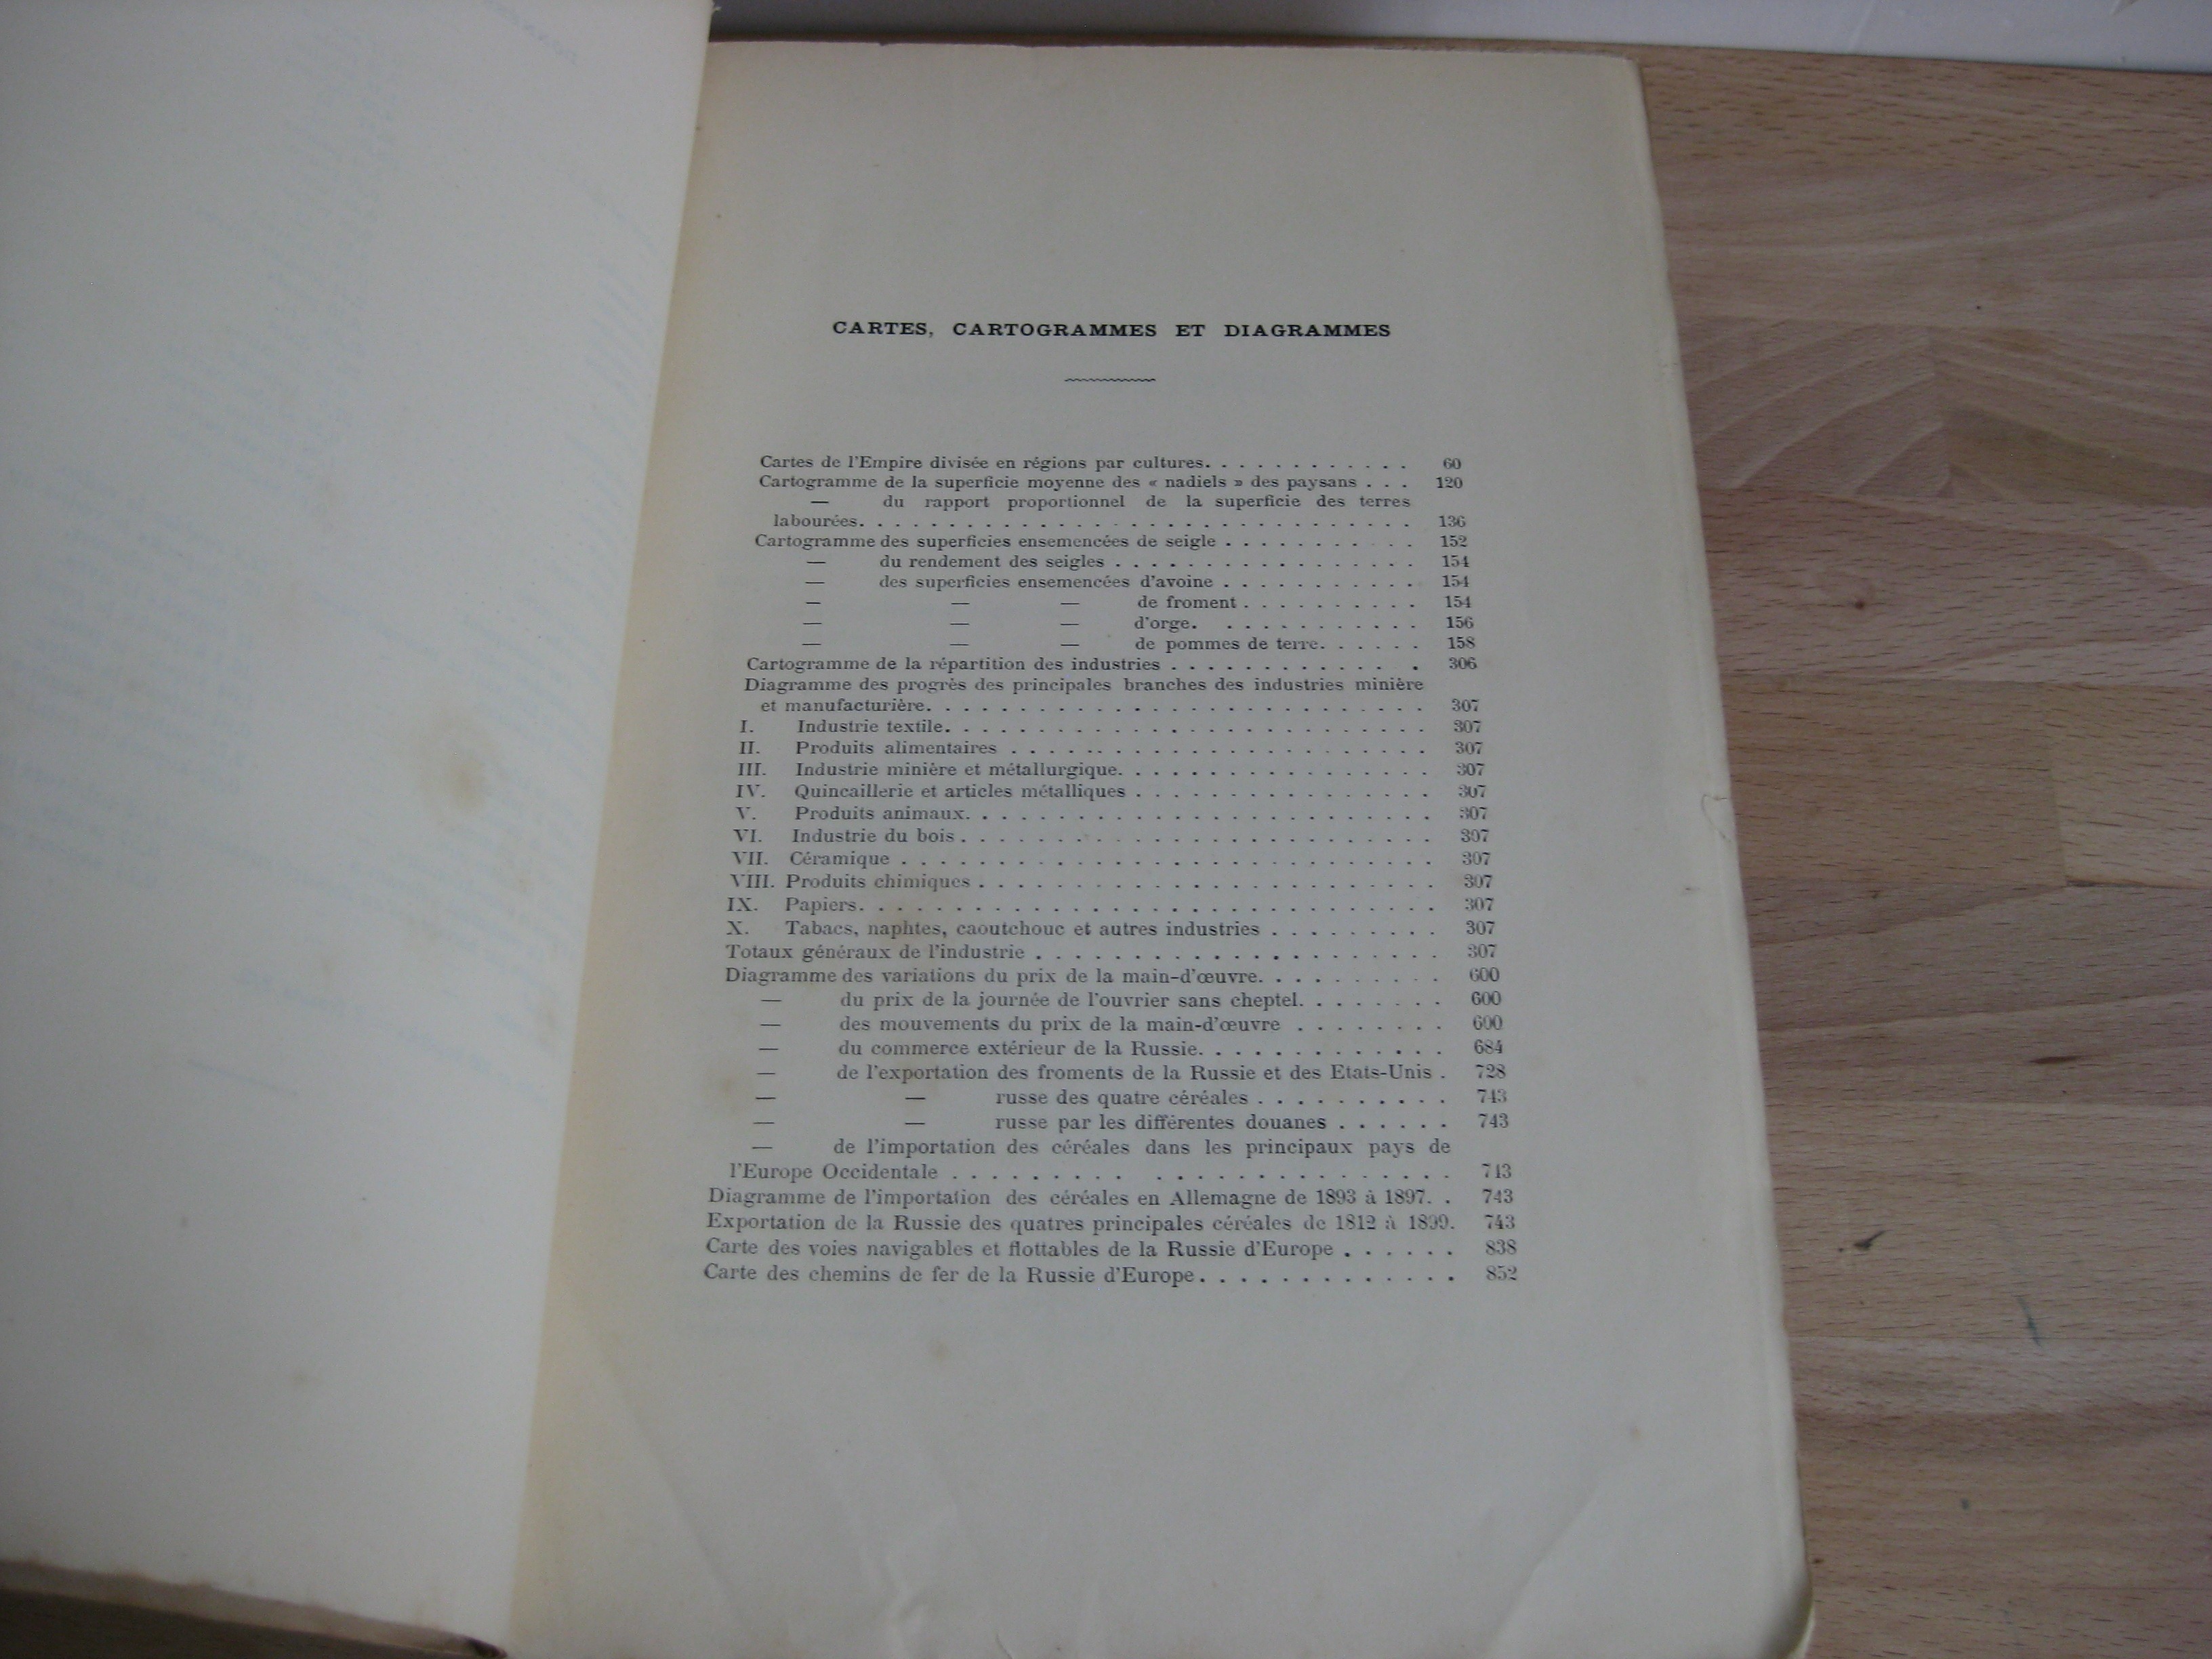 CARTES, CARTOGRAMMES ET DIAGRAMMES
Cartes de l'Empire divisée en régions par cultures. . . . . . . . . . . . 60
Cartogramme de la superficie moyenne des « nadiels » des paysans . . . 120
— du rapport proportionnel de la superficie des terres
labourées. . . . . . . . . . . . . . . . . . . . . . . . . . . . . 136
Cartogramme des superficies ensemencées de seigle . . . . . . . . . . . 152
— du rendement des seigles . . . . . . . . . . . . . . . . 154
— des superficies ensemencées d'avoine . . . . . . . . . . . 154
— — — de froment . . . . . . . . . . 154
— — — d'orge. . . . . . . . . . . . 156
— — — de pommes de terre. . . . . . 158
Cartogramme de la répartition des industries . . . . . . . . . . . . . . 306
Diagramme des progrès des principales branches des industries minière
et manufacturière. . . . . . . . . . . . . . . . . . . . . . . . . . 307
I. Industrie textile. . . . . . . . . . . . . . . . . . . . . . . . . 307
II. Produits alimentaires . . . . . . . . . . . . . . . . . . . . . . 307
III. Industrie minière et métallurgique. . . . . . . . . . . . . . . . . 307
IV. Quincaillerie et articles métalliques . . . . . . . . . . . . . . . . 307
V. Produits animaux. . . . . . . . . . . . . . . . . . . . . . . . . 307
VI. Industrie du bois . . . . . . . . . . . . . . . . . . . . . . . . . 307
VII. Céramique . . . . . . . . . . . . . . . . . . . . . . . . . . . . 307
VIII. Produits chimiques . . . . . . . . . . . . . . . . . . . . . . . . 307
IX. Papiers. . . . . . . . . . . . . . . . . . . . . . . . . . . . . . 307
X. Tabacs, naphtes, caoutchouc et autres industries . . . . . . . . . 307
Totaux généraux de l'industrie . . . . . . . . . . . . . . . . . . . . . 307
Diagramme des variations du prix de la main-d'œuvre. . . . . . . . . . 600
— du prix de la journée de l'ouvrier sans cheptel. . . . . . . . 600
— des mouvements du prix de la main-d'œuvre . . . . . . . . 600
— du commerce extérieur de la Russie. . . . . . . . . . . . . 684
— de l'exportation des froments de la Russie et des Etats-Unis . 728
— — russe des quatre céréales . . . . . . . . . . 743
— — russe par les différentes douanes . . . . . . 743
— de l'importation des céréales dans les principaux pays de
l'Europe Occidentale . . . . . . . . . . . . . . . . . . . . . . . . 743
Diagramme de l'importation des céréales en Allemagne de 1893 à 1897. . 743
Exportation de la Russie des quatres principales céréales de 1812 à 1899. 743
Carte des voies navigables et flottables de la Russie d'Europe . . . . . . 838
Carte des chemins de fer de la Russie d'Europe . . . . . . . . . . . . . 852